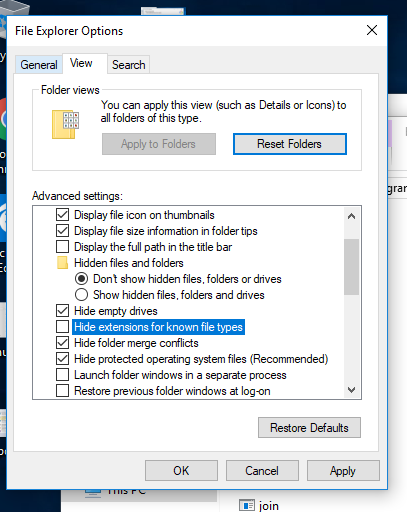 File Explorer Options
General
View
Search
Folder views
You can apply this view (such as Details or Icons) to
all folders of this type.
Apply to Folders
Reset Folders
Advanced settings:
Display file icon on thumbnails
Display file size information in folder tips
Display the full path in the title bar
Hidden files and folders
Don't show hidden files, folders or drives
Show hidden files, folders and drives
Hide empty drives
Hide extensions for known file types
Hide folder merge conflicts
Hide protected operating system files (Recommended)
Launch folder windows in a separate process
Restore previous folder windows at log-on
Restore Defaults
OK
Cancel
Apply
This PC
join